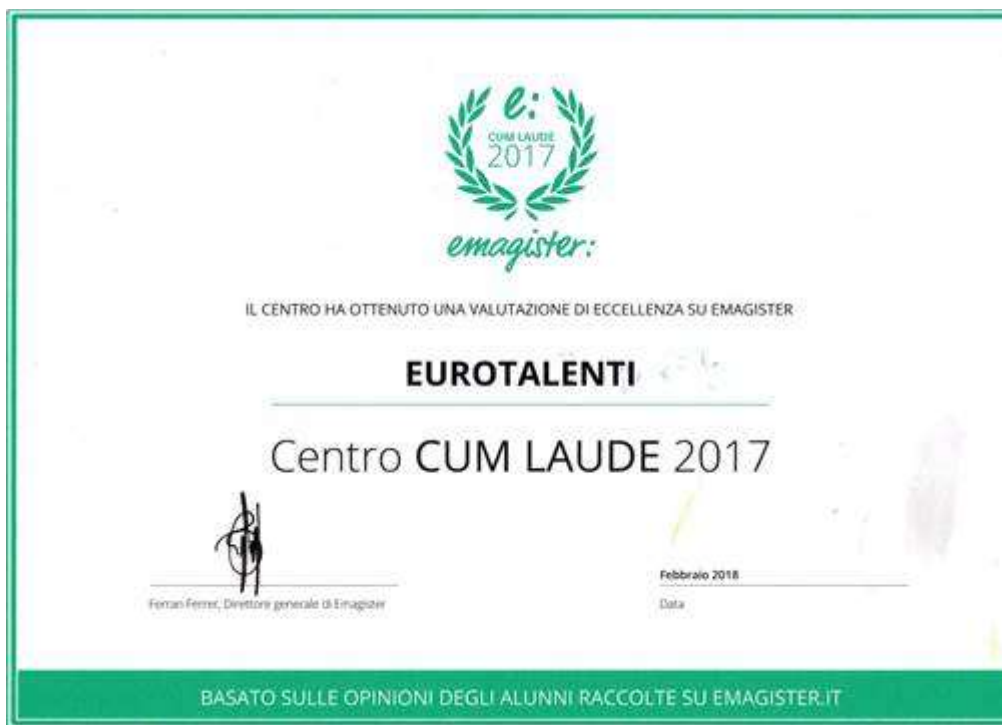 e:
CUM LAUDE
2017
emagister:
IL CENTRO HA OTTENUTO UNA VALUTAZIONE DI ECCELLENZA SU EMAGISTER
EUROTALENTI
Centro CUM LAUDE 2017
Febbraio 2018
Ferran Ferrer, Direttore generale di Emagister
Data
BASATO SULLE OPINIONI DEGLI ALUNNI RACCOLTE SU EMAGISTER.IT